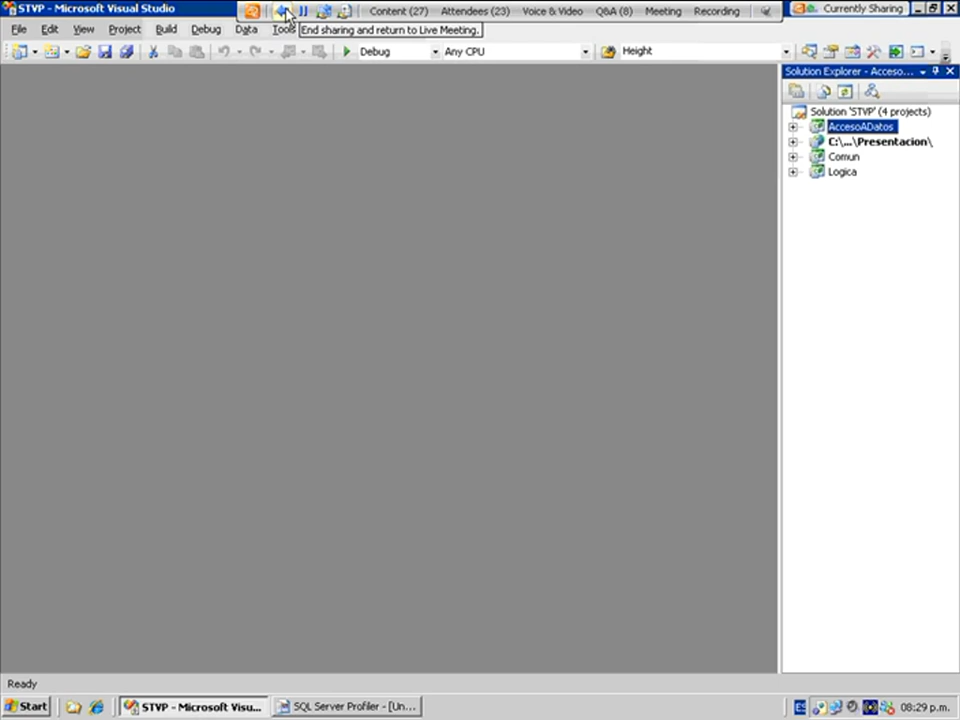 STVP - Microsoft Visual Studio
Content (27) Attendees (23) Voice & Video Q&A (8) Meeting Recording
Currently Sharing
File Edit View Project Build Debug Data Tools
End sharing and return to Live Meeting.
Debug Any CPU Height
Solution Explorer - Acceso...
Solution 'STVP' (4 projects)
AccesoADatos
C:\...\Presentacion\
Comun
Logica
Ready
Start STVP - Microsoft Visu... SQL Server Profiler - [Un... ES 08:29 p.m.